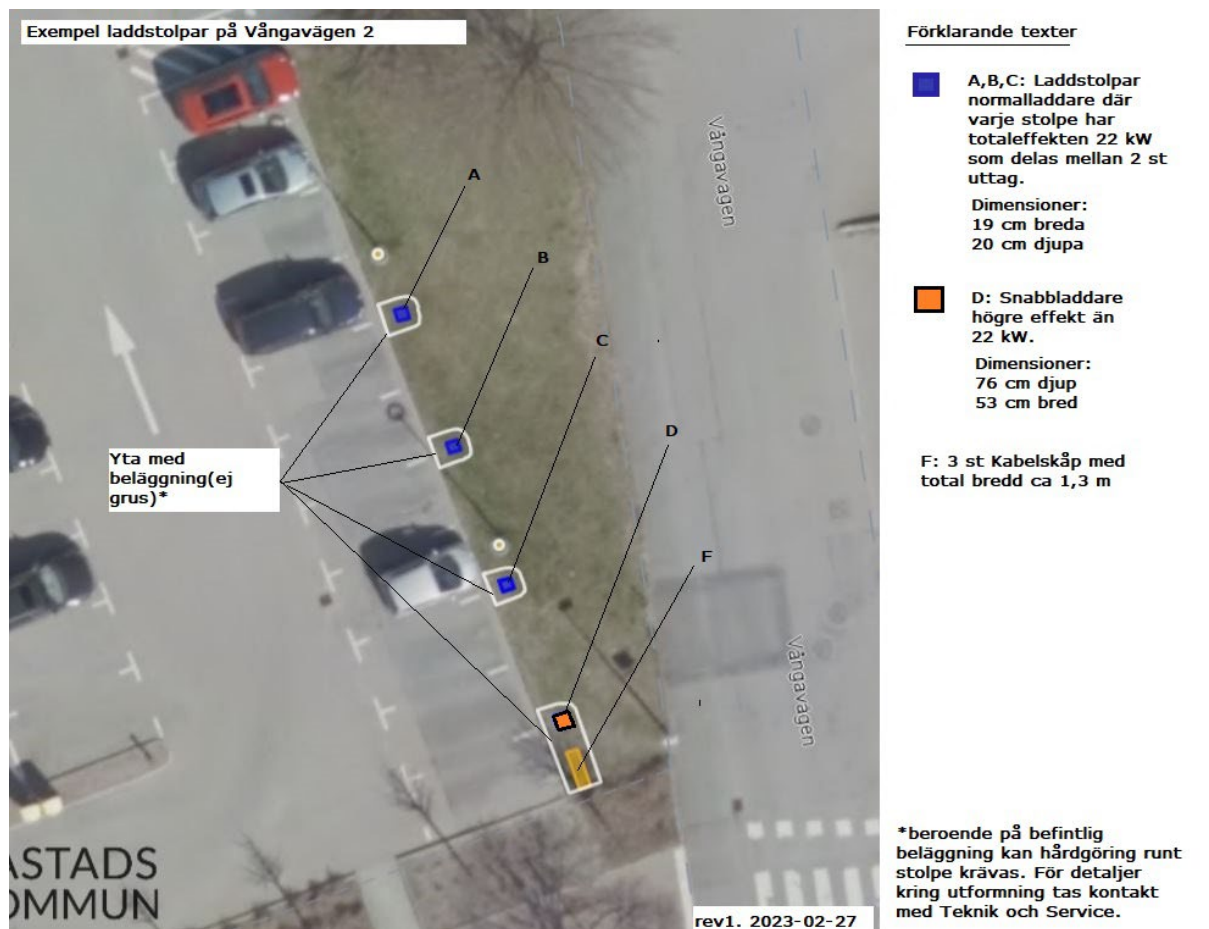 Exempel laddstolpar på Vångavägen 2
Förklarande texter
A,B,C: Laddstolpar
normalladdare där
varje stolpe har
totaleffekten 22 kW
som delas mellan 2 st
uttag.
Dimensioner:
19 cm breda
20 cm djupa
D: Snabbladdare
högre effekt än
22 kW.
Dimensioner:
76 cm djup
53 cm bred
F: 3 st Kabelskåp med
total bredd ca 1,3 m
A
B
C
D
F
Vångavägen
Vångavägen
Yta med
beläggning(ej
grus)*
ASTADS
OMMUN
*beroende på befintlig
beläggning kan hårdgöring runt
stolpe krävas. För detaljer
kring utformning tas kontakt
med Teknik och Service.
rev1. 2023-02-27